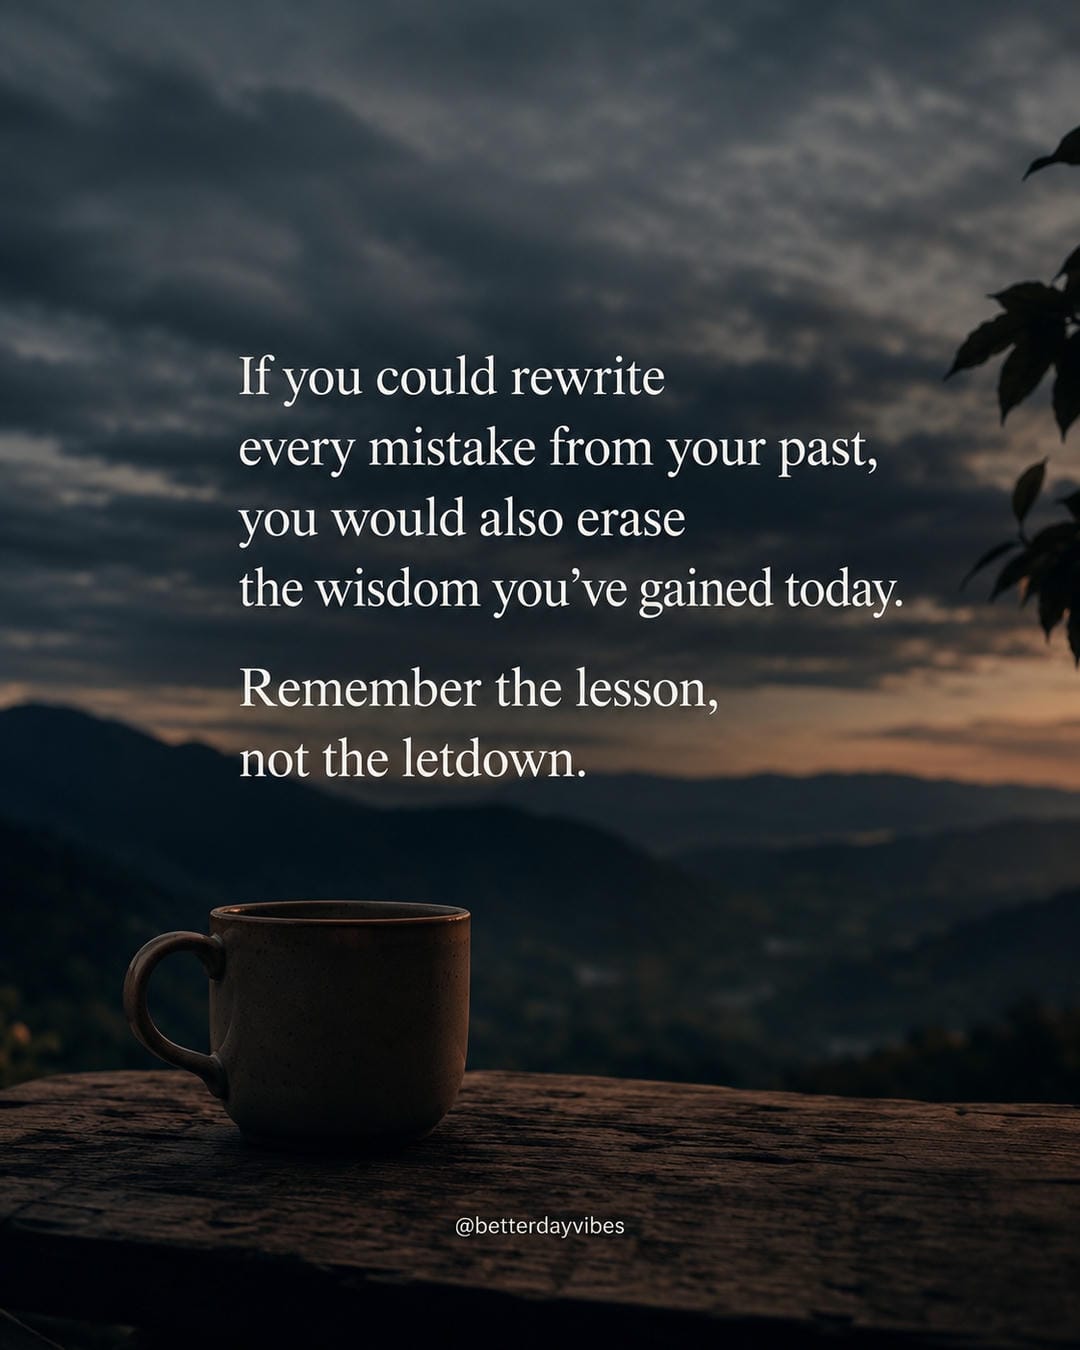 If you could rewrite
every mistake from your past,
you would also erase
the wisdom you’ve gained today.
Remember the lesson,
not the letdown.
@betterdayvibes